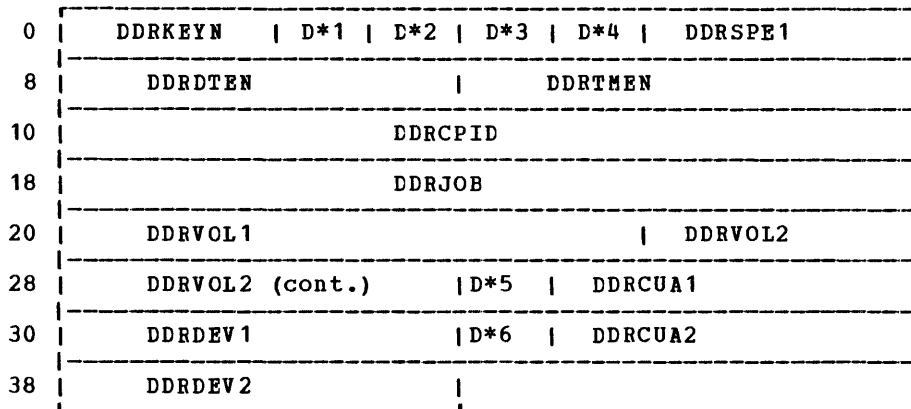 0 | DDRKEYN | D*1 | D*2 | D*3 | D*4 | DDRSPE1
8 | DDRDTEN | DDRTMEN
10 | DDRCPID
18 | DDRJOB
20 | DDRVOL1 | DDRVOL2
28 | DDRVOL2 (cont.) |D*5 | DDRCUA1
30 | DDRDEV1 |D*6 | DDRCUA2
38 | DDRDEV2 |